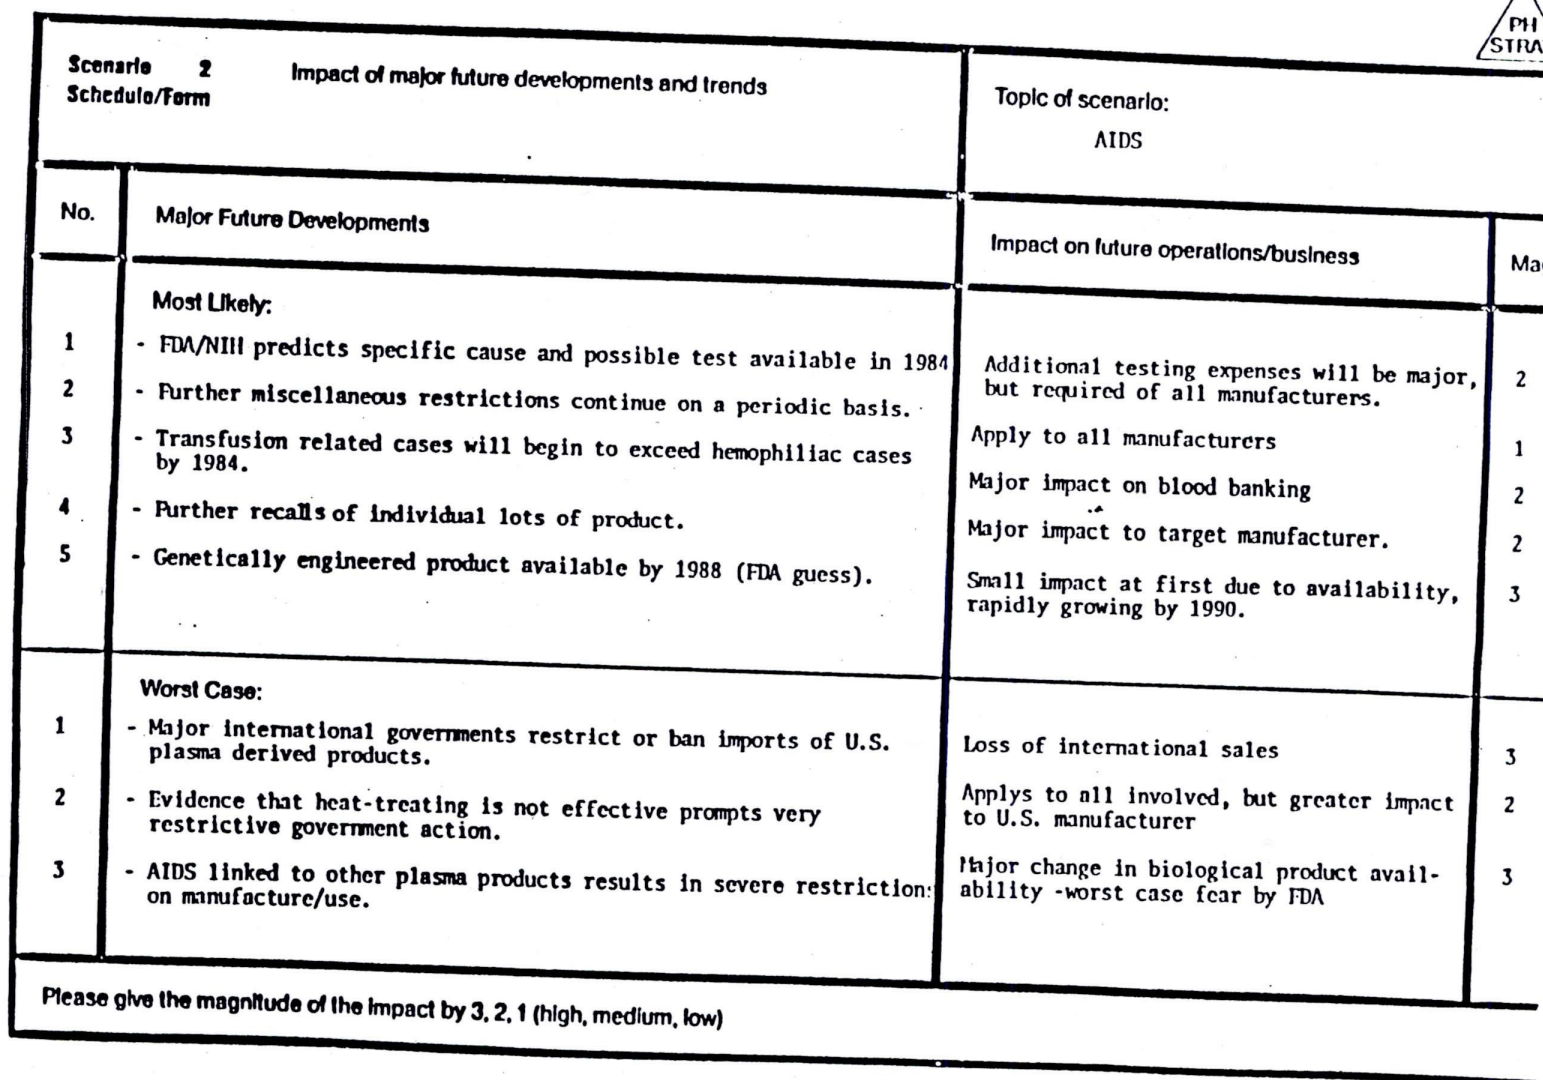 PH
STRA
Scenario 2 Impact of major future developments and trends
Schedule/Form
Topic of scenario:
AIDS
No. Major Future Developments
Impact on future operations/business
Ma
Most Likely:
1 - FDA/NIH predicts specific cause and possible test available in 1984
Additional testing expenses will be major, 2
but required of all manufacturers.
2 - Further miscellaneous restrictions continue on a periodic basis.
Apply to all manufacturers 1
3 - Transfusion related cases will begin to exceed hemophiliac cases
by 1984.
Major impact on blood banking 2
4 - Further recalls of individual lots of product.
Major impact to target manufacturer. 2
5 - Genetically engineered product available by 1988 (FDA guess).
Small impact at first due to availability, 3
rapidly growing by 1990.
Worst Case:
1 - Major international governments restrict or ban imports of U.S.
plasma derived products.
Loss of international sales 3
2 - Evidence that heat-treating is not effective prompts very
restrictive government action.
Applys to all involved, but greater impact 2
to U.S. manufacturer
3 - AIDS linked to other plasma products results in severe restriction
on manufacture/use.
Major change in biological product avail- 3
ability -worst case fear by FDA
Please give the magnitude of the impact by 3, 2, 1 (high, medium, low)